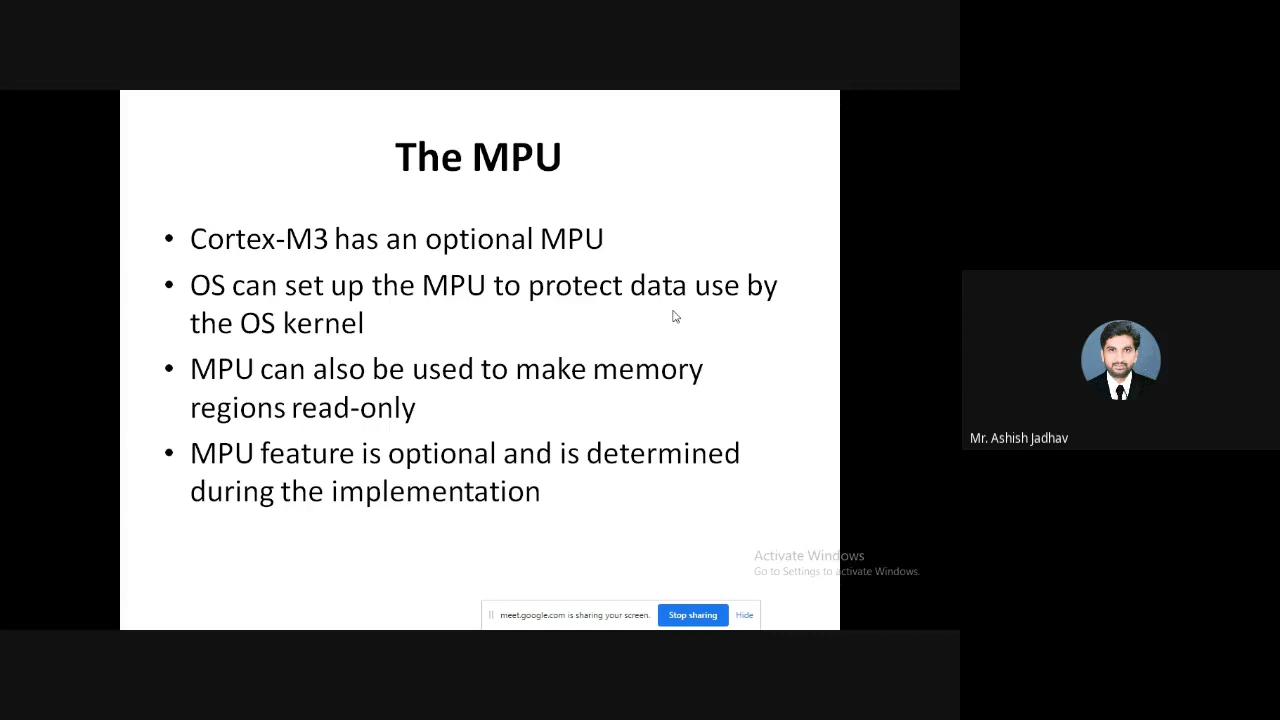 The MPU
• Cortex-M3 has an optional MPU
• OS can set up the MPU to protect data use by
the OS kernel
• MPU can also be used to make memory
regions read-only
• MPU feature is optional and is determined
during the implementation
Mr. Ashish Jadhav
Activate Windows
Go to Settings to activate Windows.
meet.google.com is sharing your screen. Stop sharing Hide